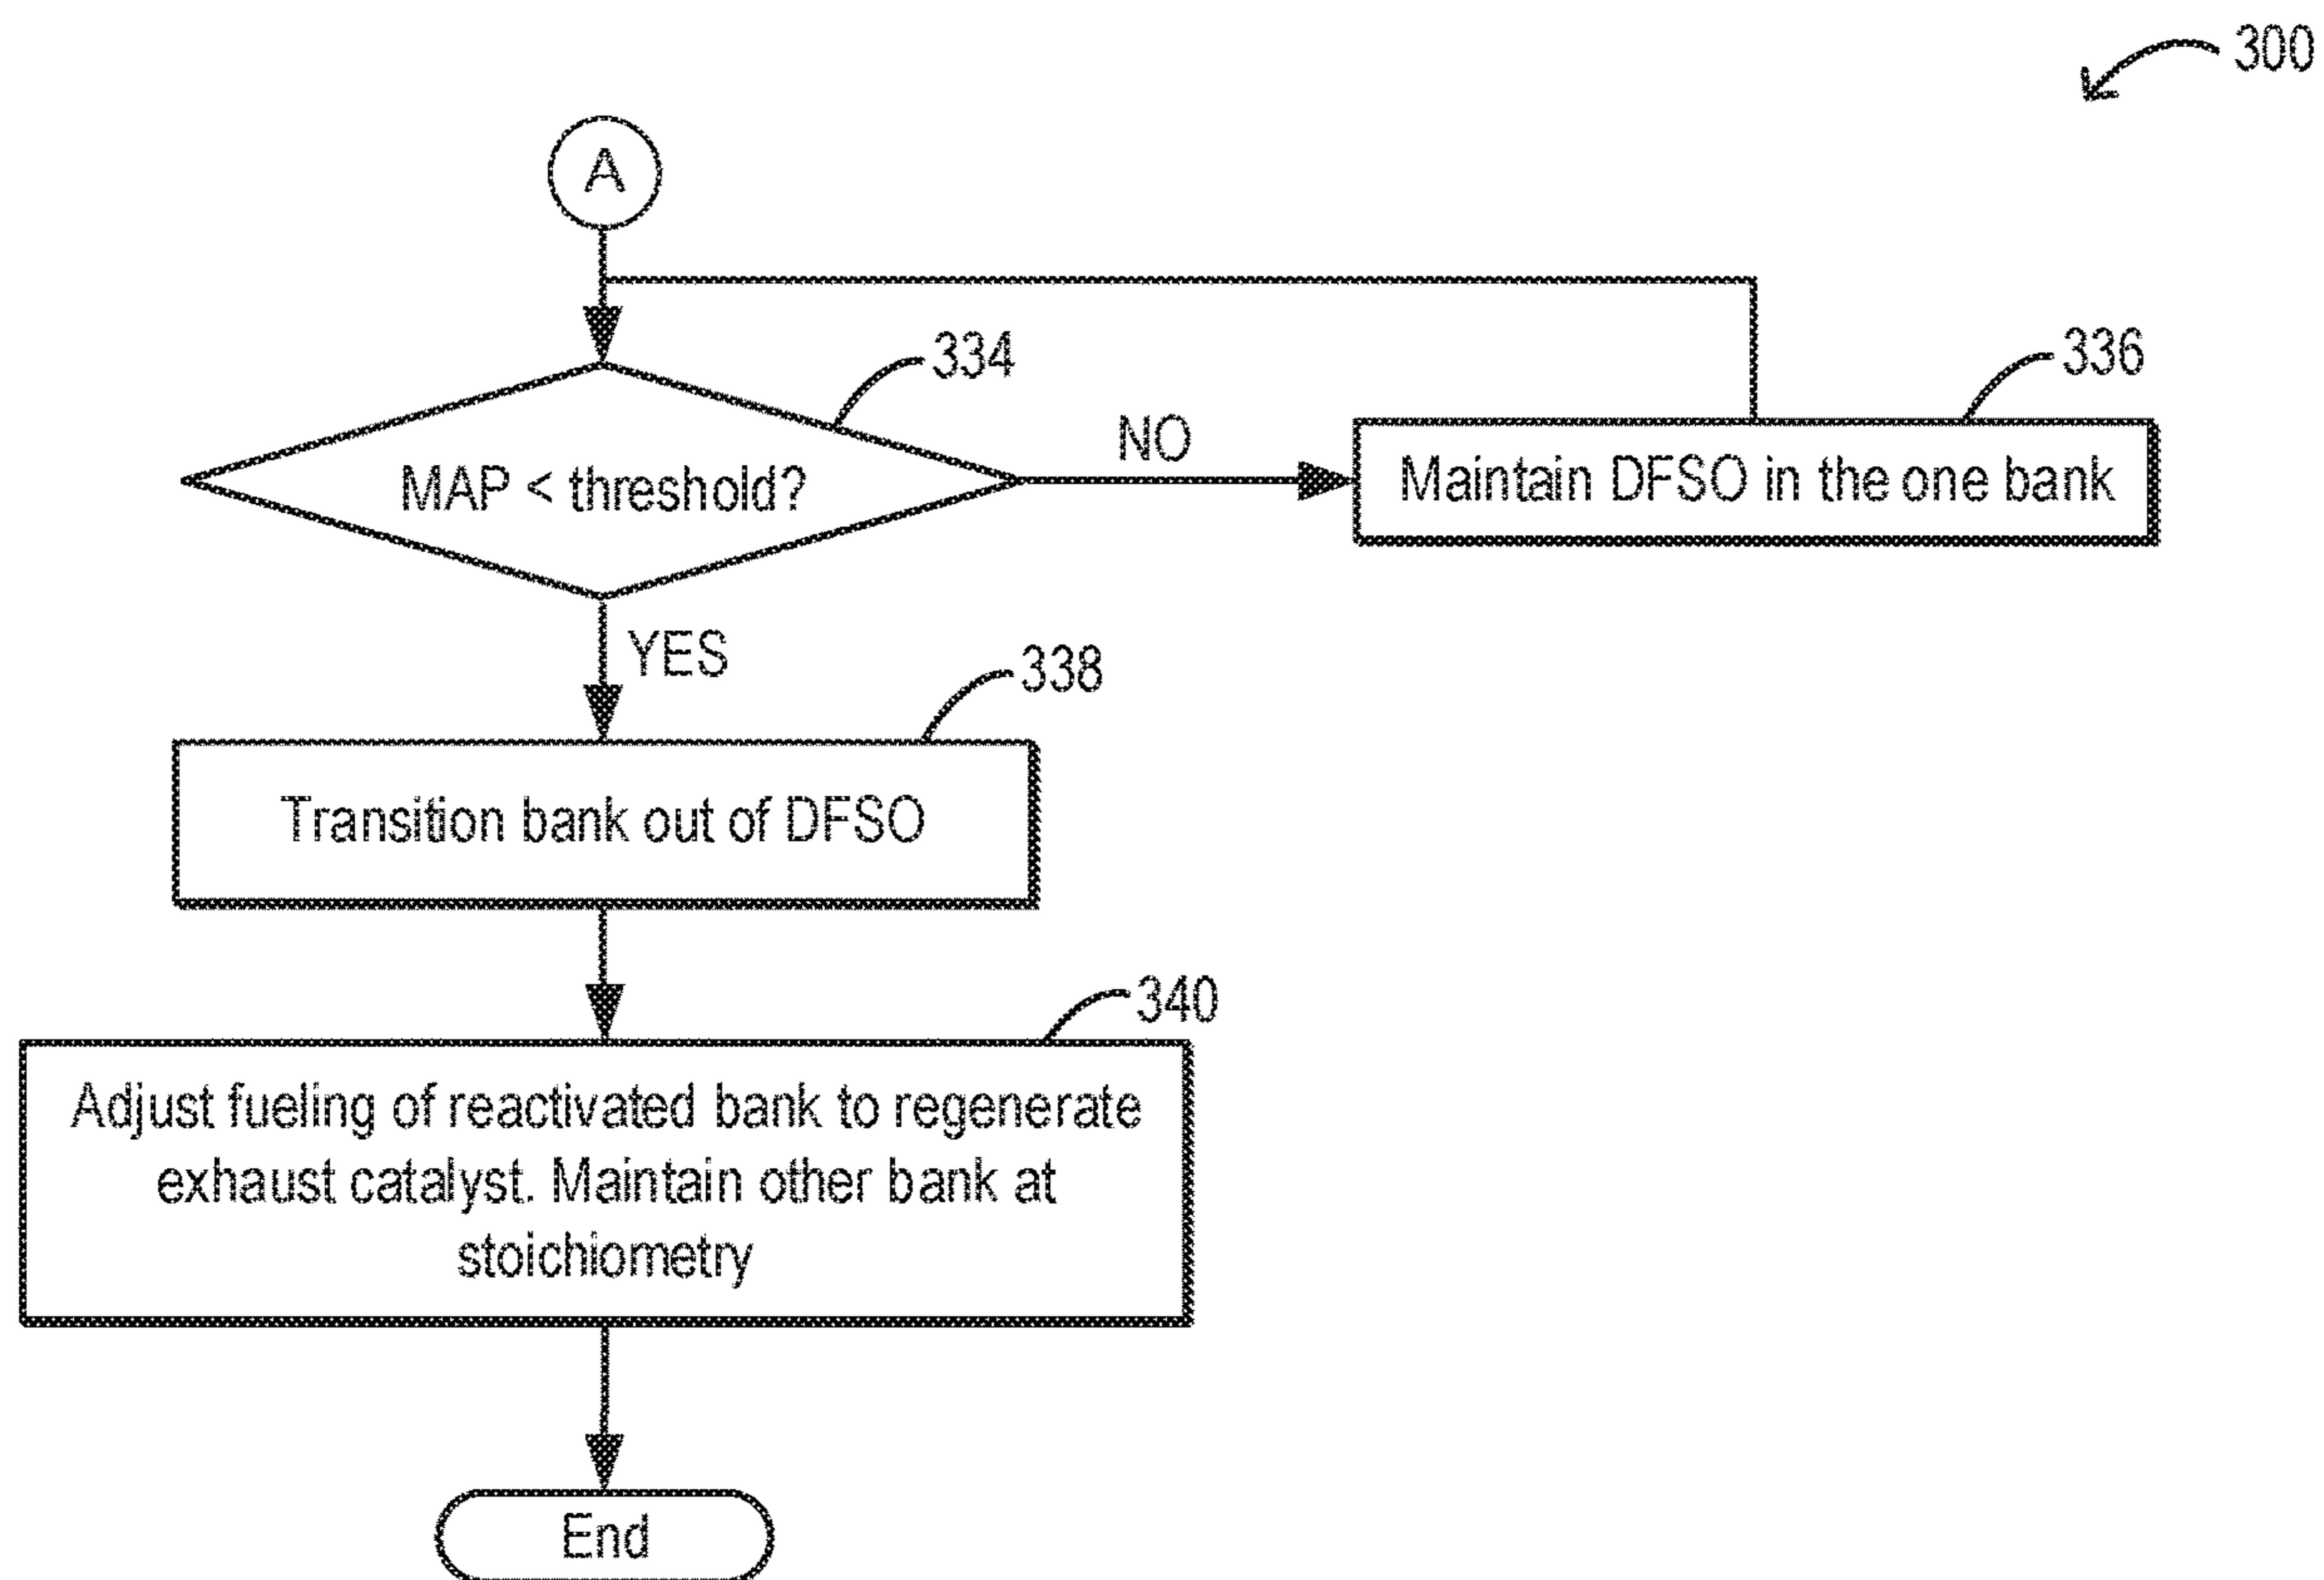 300
A
334
MAP < threshold?
NO
336
Maintain DFSO in the one bank
YES
338
Transition bank out of DFSO
340
Adjust fueling of reactivated bank to regenerate
exhaust catalyst. Maintain other bank at
stoichiometry
End